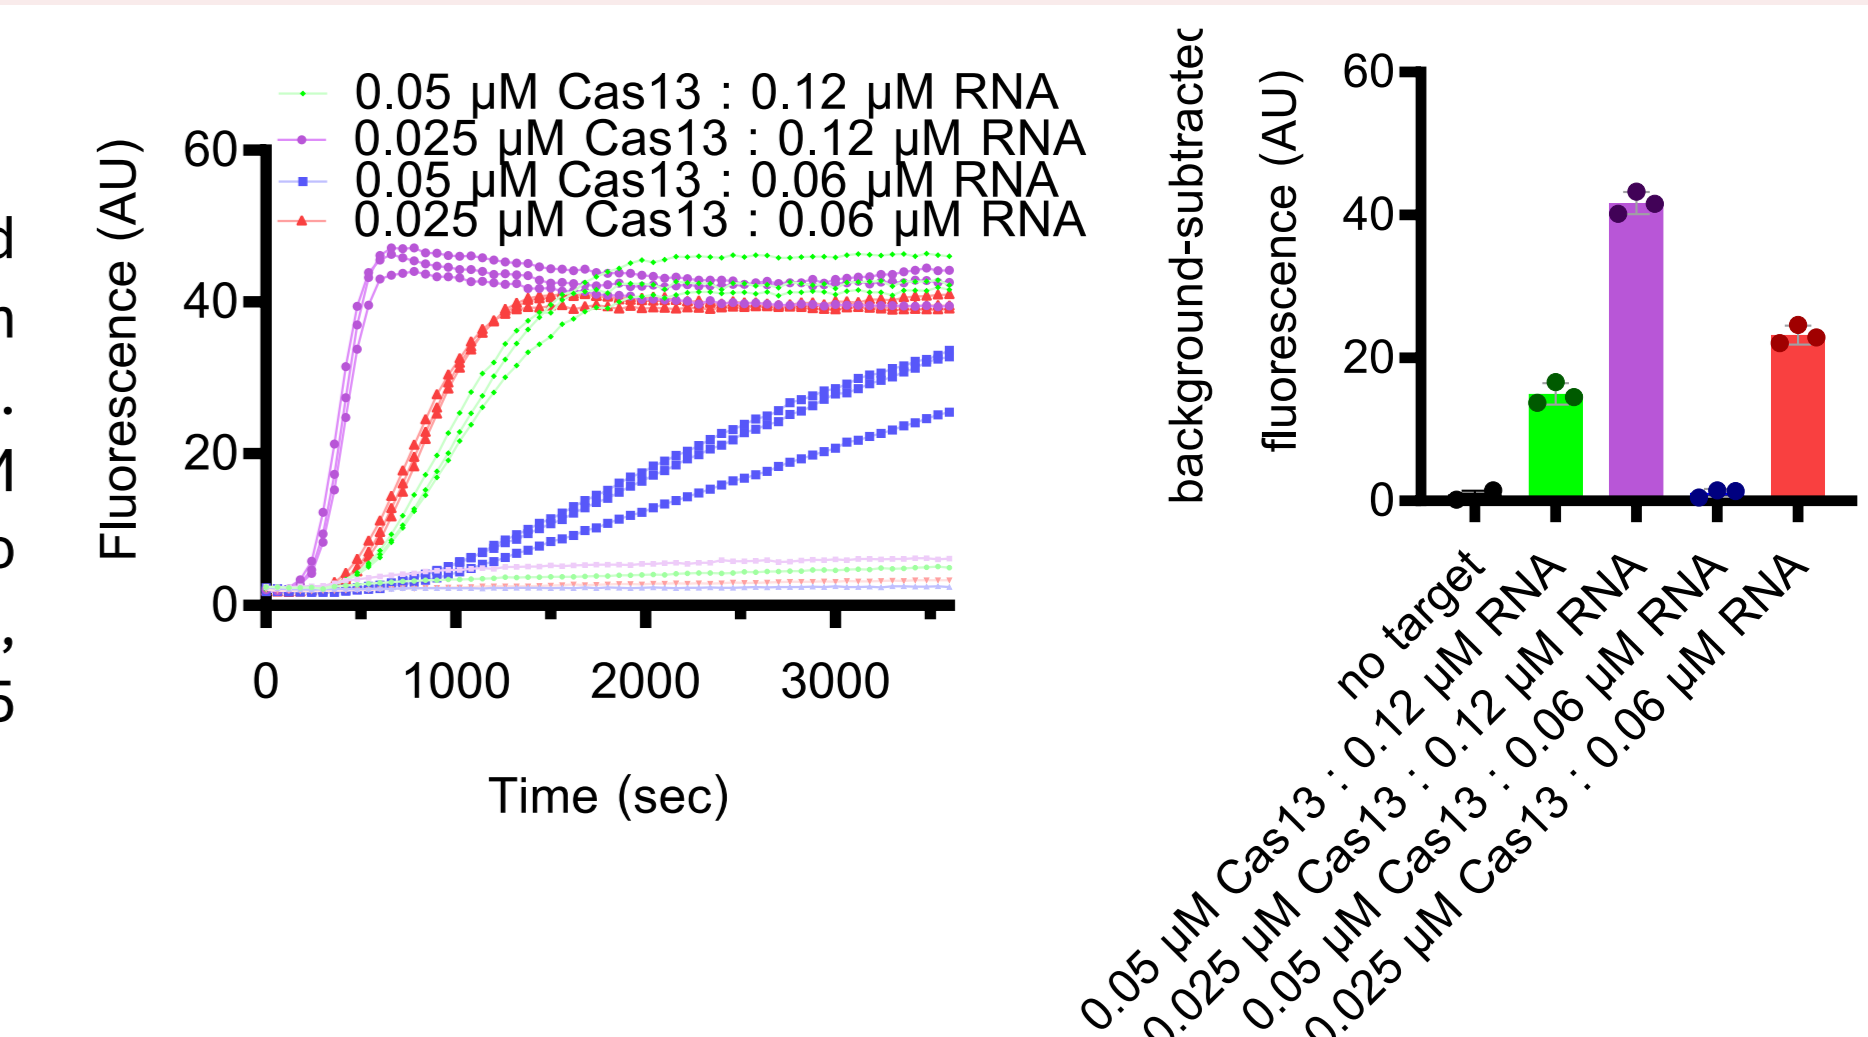 d
n
.
M
o
,
5
0.05 µM Cas13 : 0.12 µM RNA
0.025 µM Cas13 : 0.12 µM RNA
0.05 µM Cas13 : 0.06 µM RNA
0.025 µM Cas13 : 0.06 µM RNA
Fluorescence (AU)
60
40
20
0
0 1000 2000 3000
Time (sec)
background-subtracted
fluorescence (AU)
60
40
20
0
no target
0.05 µM Cas13 : 0.12 µM RNA
0.025 µM Cas13 : 0.12 µM RNA
0.05 µM Cas13 : 0.06 µM RNA
0.025 µM Cas13 : 0.06 µM RNA